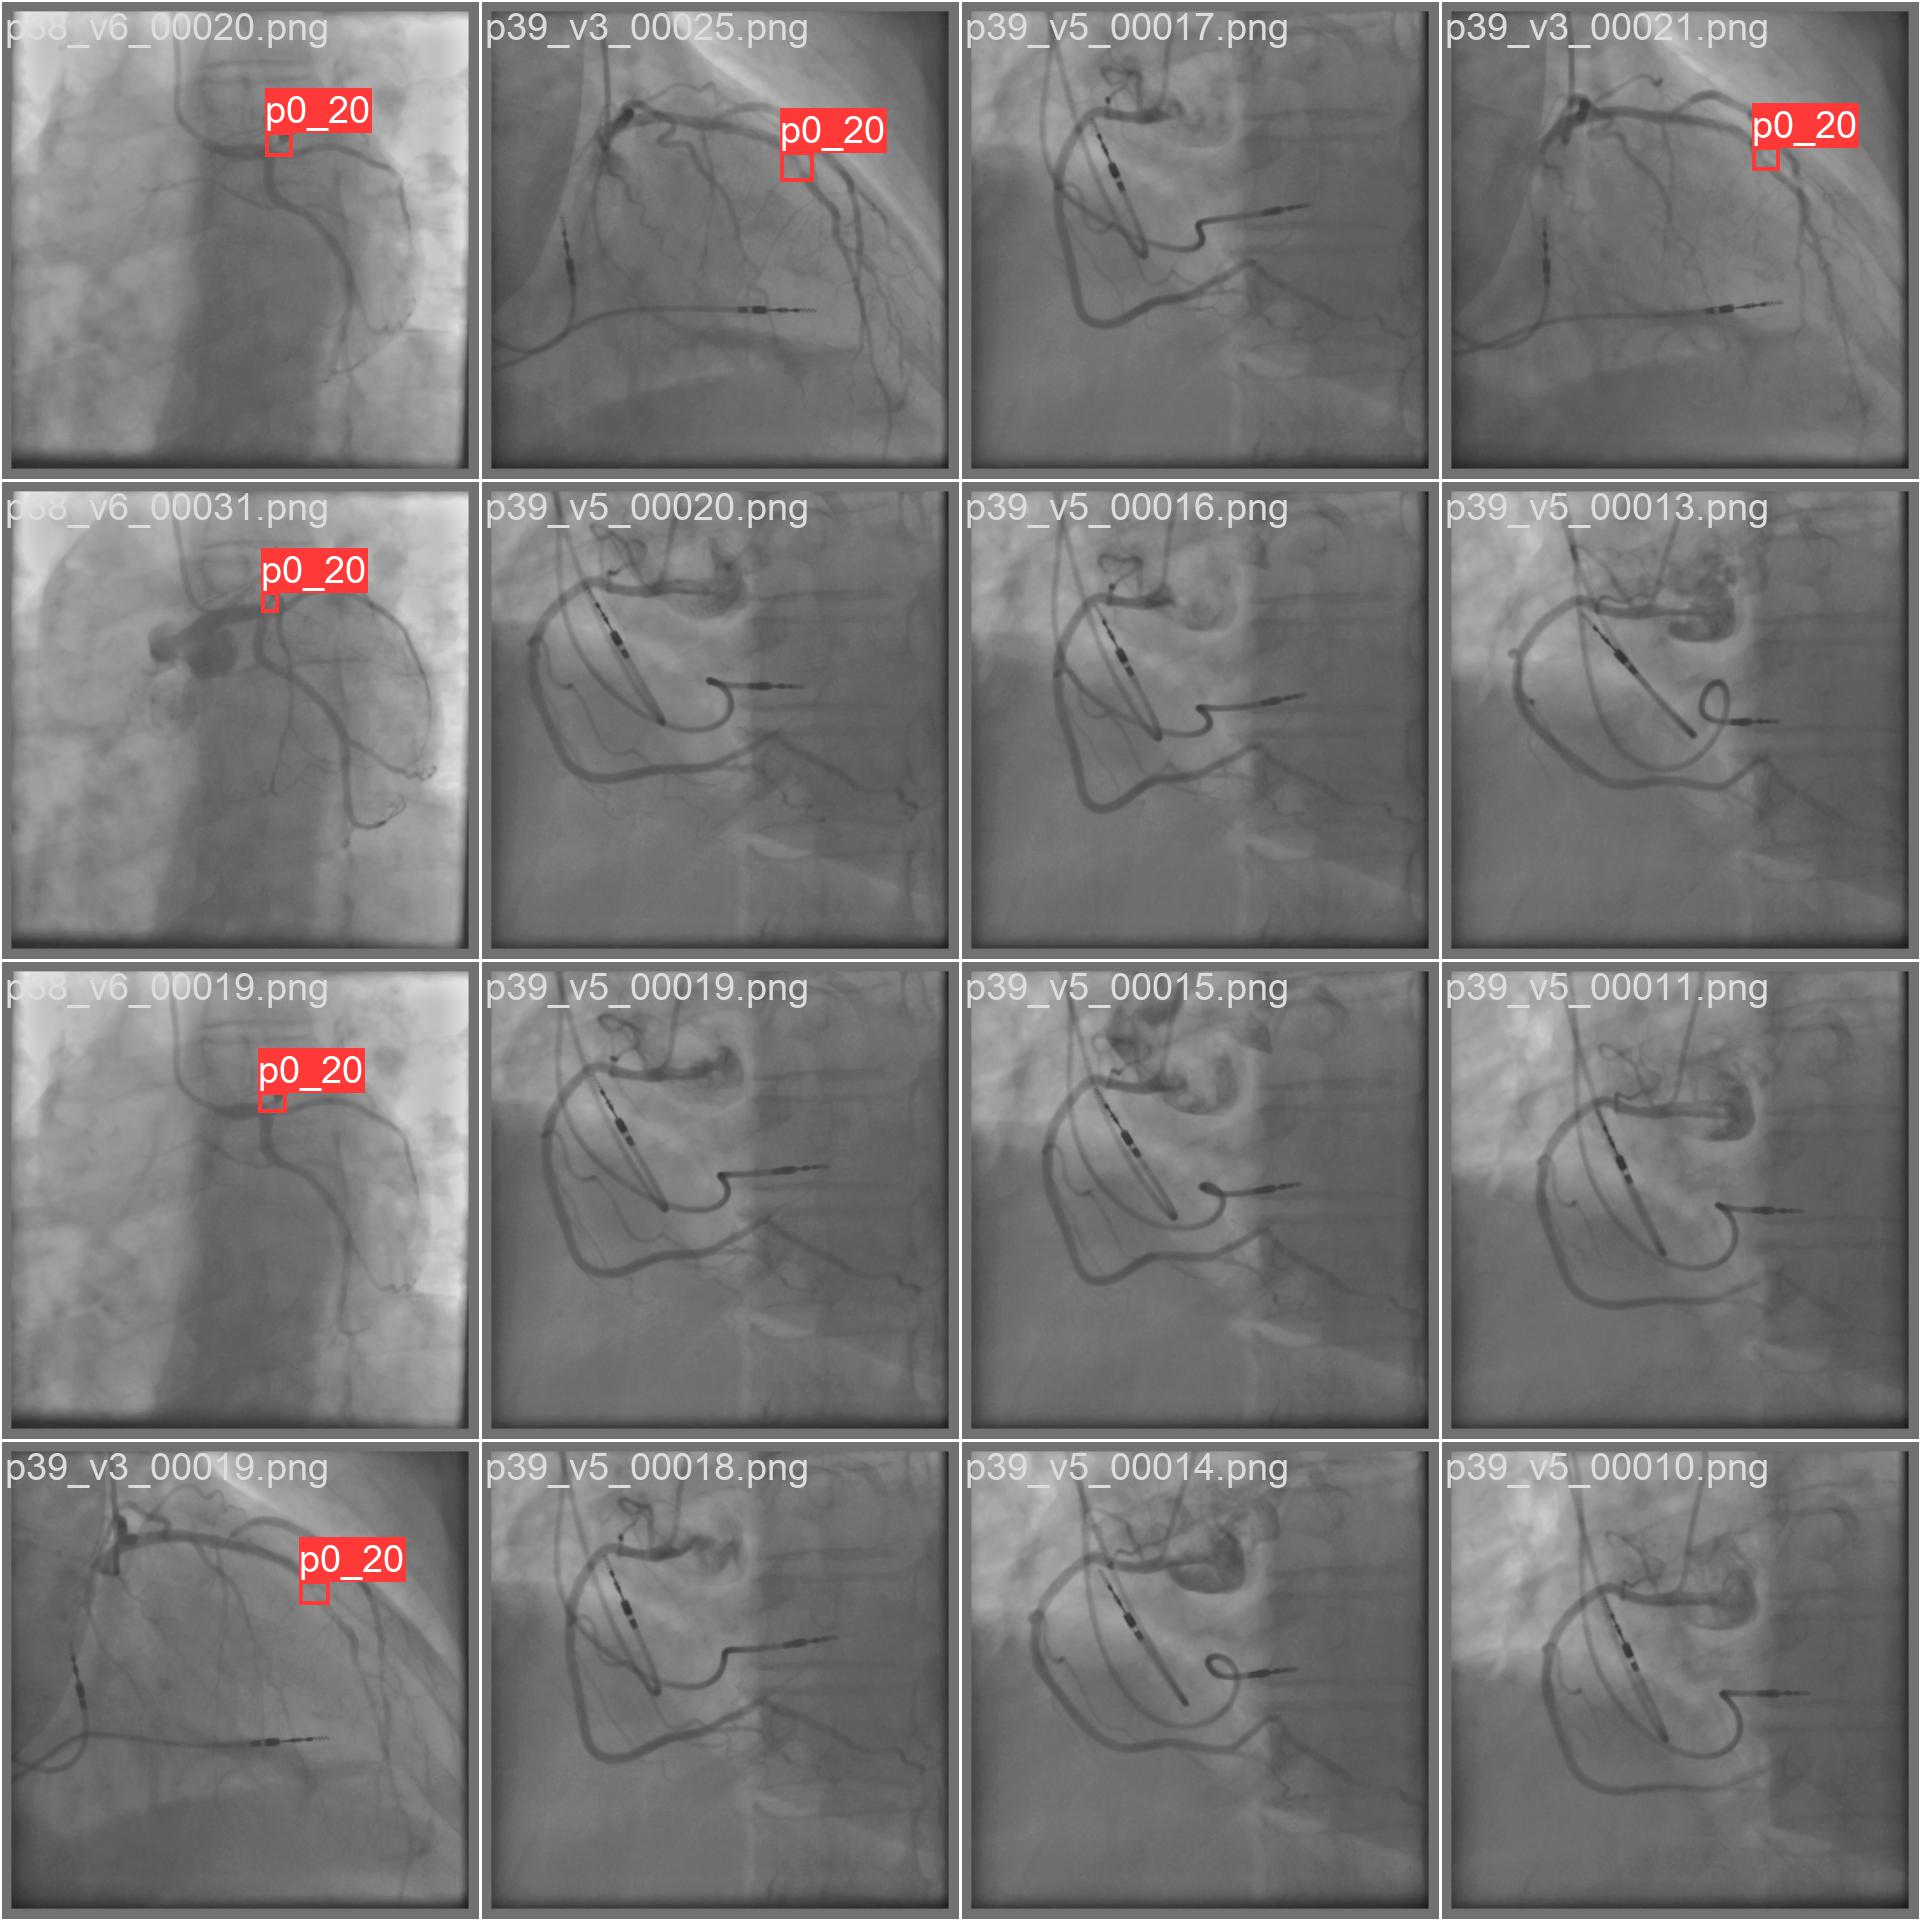 p38_v6_00020.png
p39_v3_00025.png
p39_v5_00017.png
p39_v3_00021.png
p0_20
p0_20
p0_20
p38_v6_00031.png
p39_v5_00020.png
p39_v5_00016.png
p39_v5_00013.png
p0_20
p38_v6_00019.png
p39_v5_00019.png
p39_v5_00015.png
p39_v5_00011.png
p0_20
p39_v3_00019.png
p39_v5_00018.png
p39_v5_00014.png
p39_v5_00010.png
p0_20